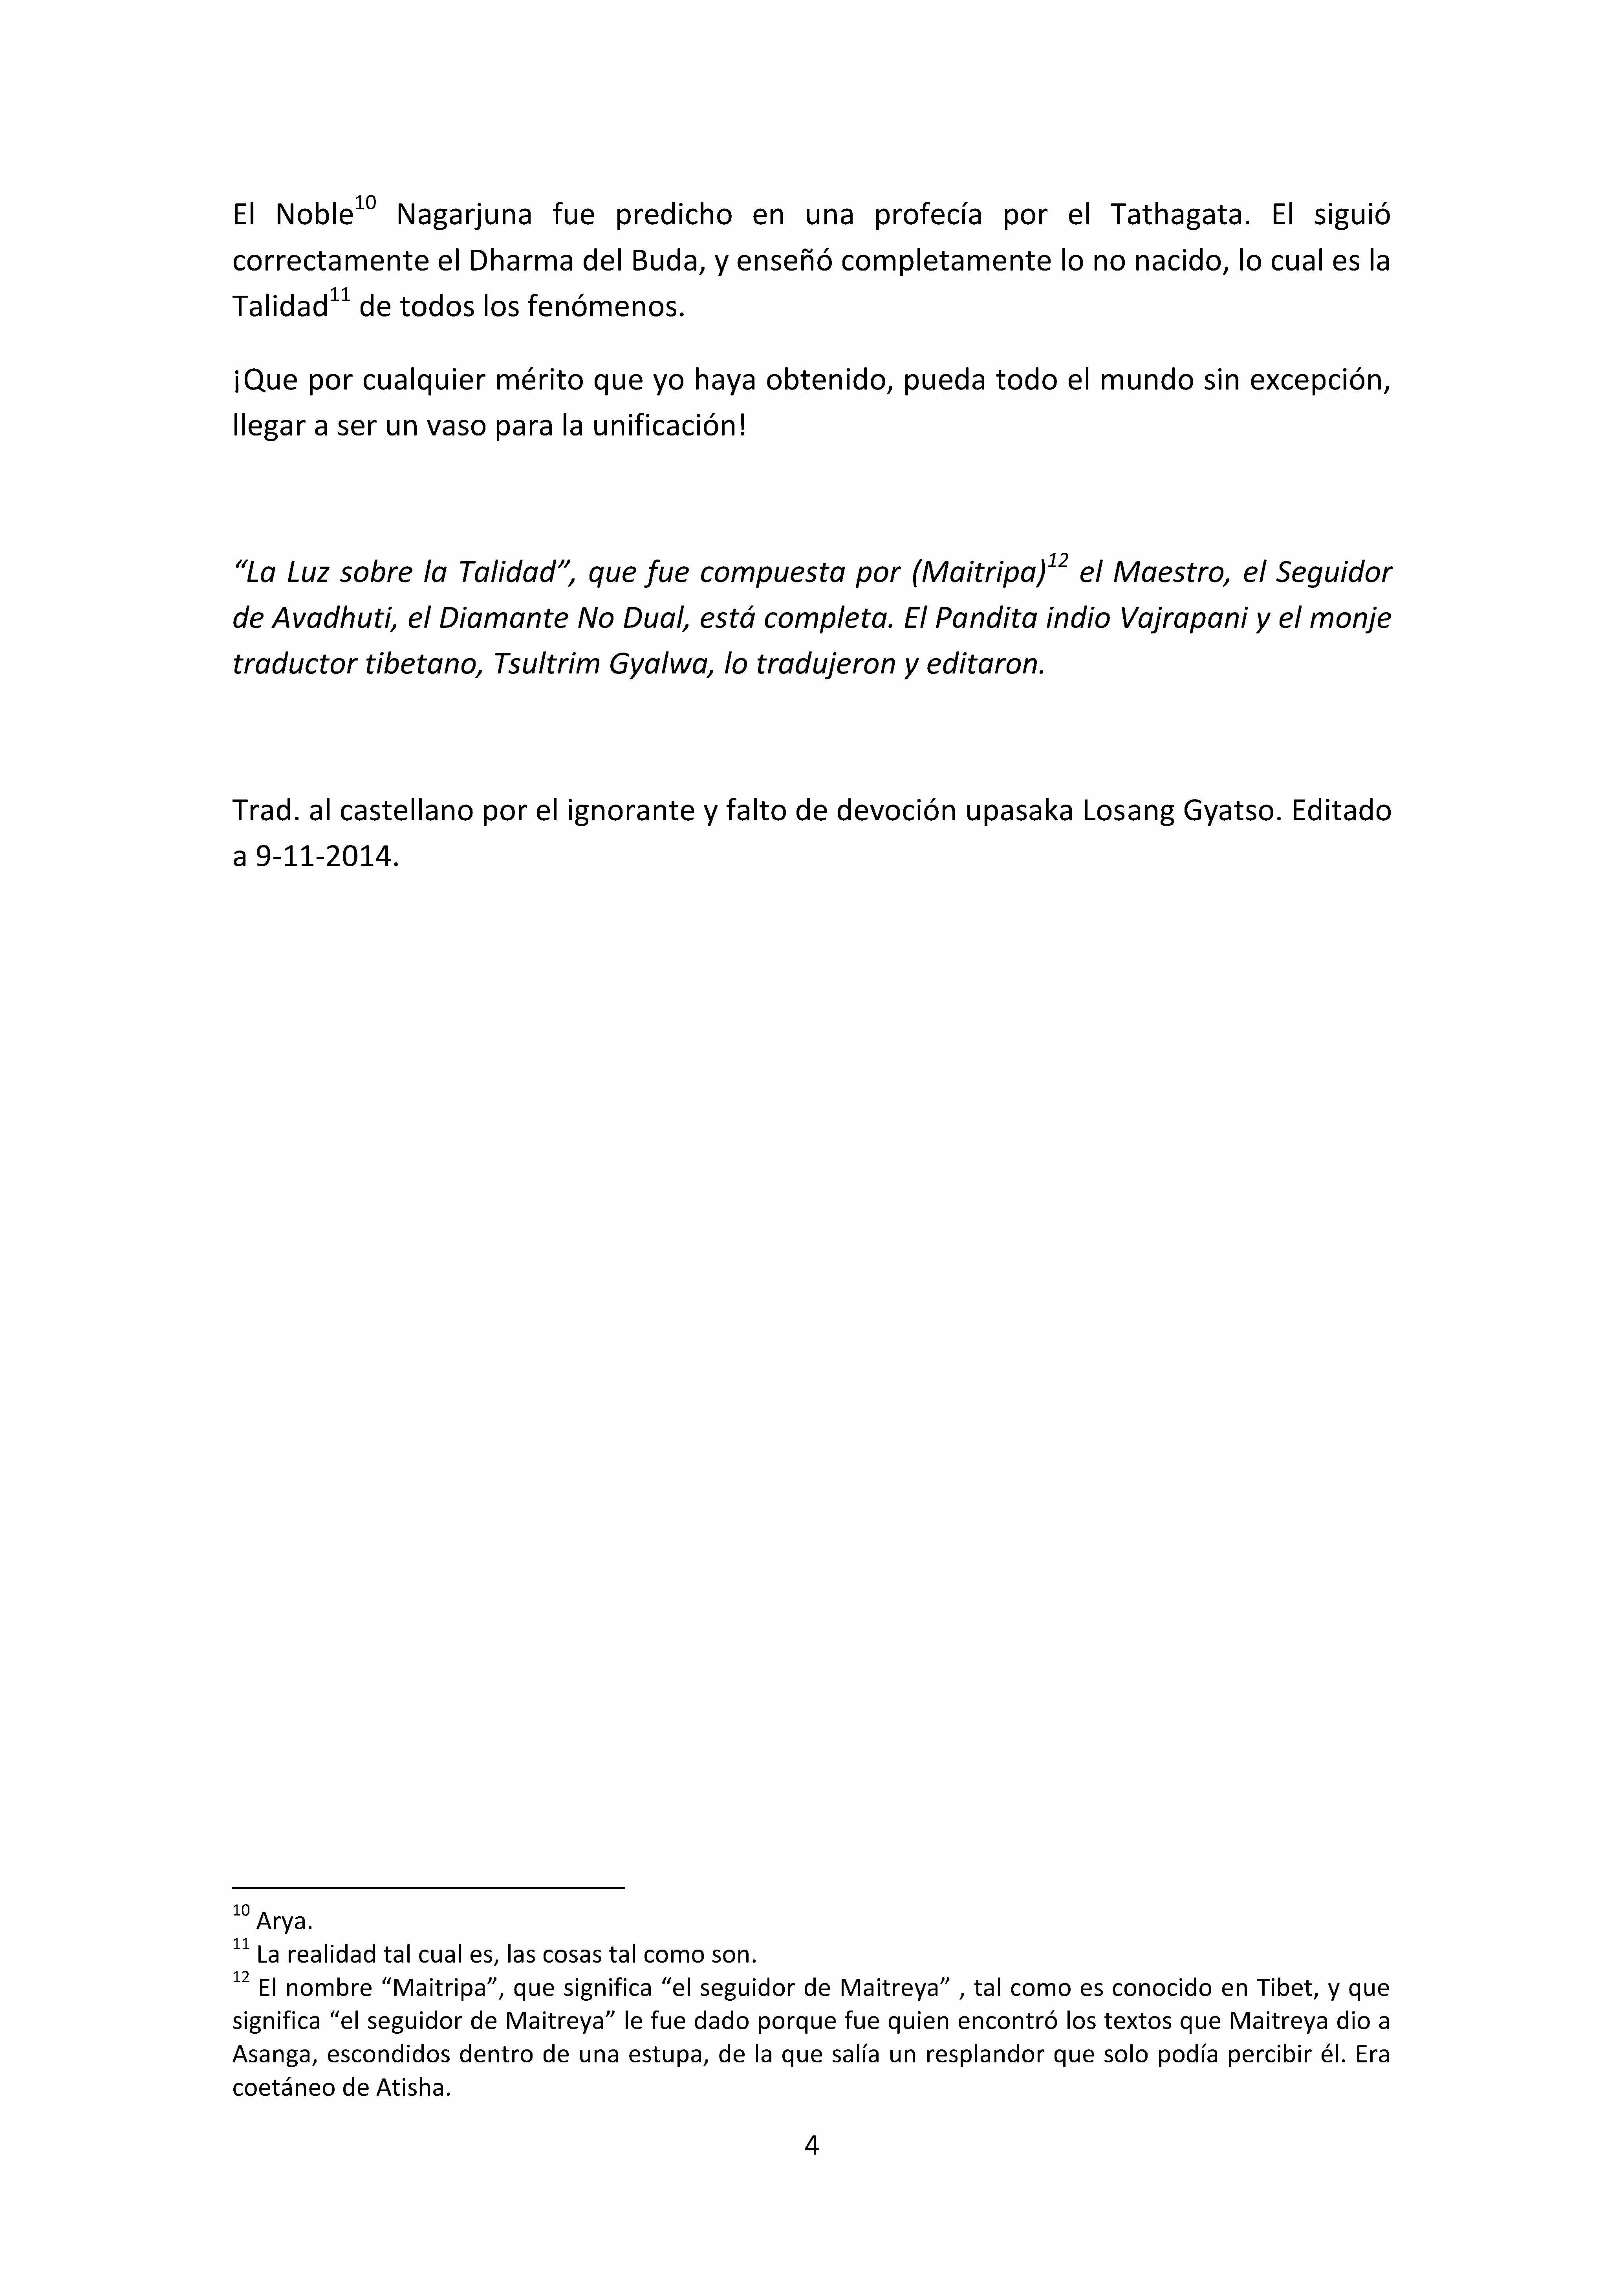 El Noble10 Nagarjuna fue predicho en una profecía por el Tathagata. El siguió
correctamente el Dharma del Buda, y enseñó completamente lo no nacido, lo cual es la
Talidad11 de todos los fenómenos.
¡Que por cualquier mérito que yo haya obtenido, pueda todo el mundo sin excepción,
llegar a ser un vaso para la unificación!
“La Luz sobre la Talidad”, que fue compuesta por (Maitripa)12 el Maestro, el Seguidor
de Avadhuti, el Diamante No Dual, está completa. El Pandita indio Vajrapani y el monje
traductor tibetano, Tsultrim Gyalwa, lo tradujeron y editaron.
Trad. al castellano por el ignorante y falto de devoción upasaka Losang Gyatso. Editado
a 9-11-2014.
10 Arya.
11 La realidad tal cual es, las cosas tal como son.
12 El nombre “Maitripa”, que significa “el seguidor de Maitreya” , tal como es conocido en Tibet, y que
significa “el seguidor de Maitreya” le fue dado porque fue quien encontró los textos que Maitreya dio a
Asanga, escondidos dentro de una estupa, de la que salía un resplandor que solo podía percibir él. Era
coetáneo de Atisha.
4